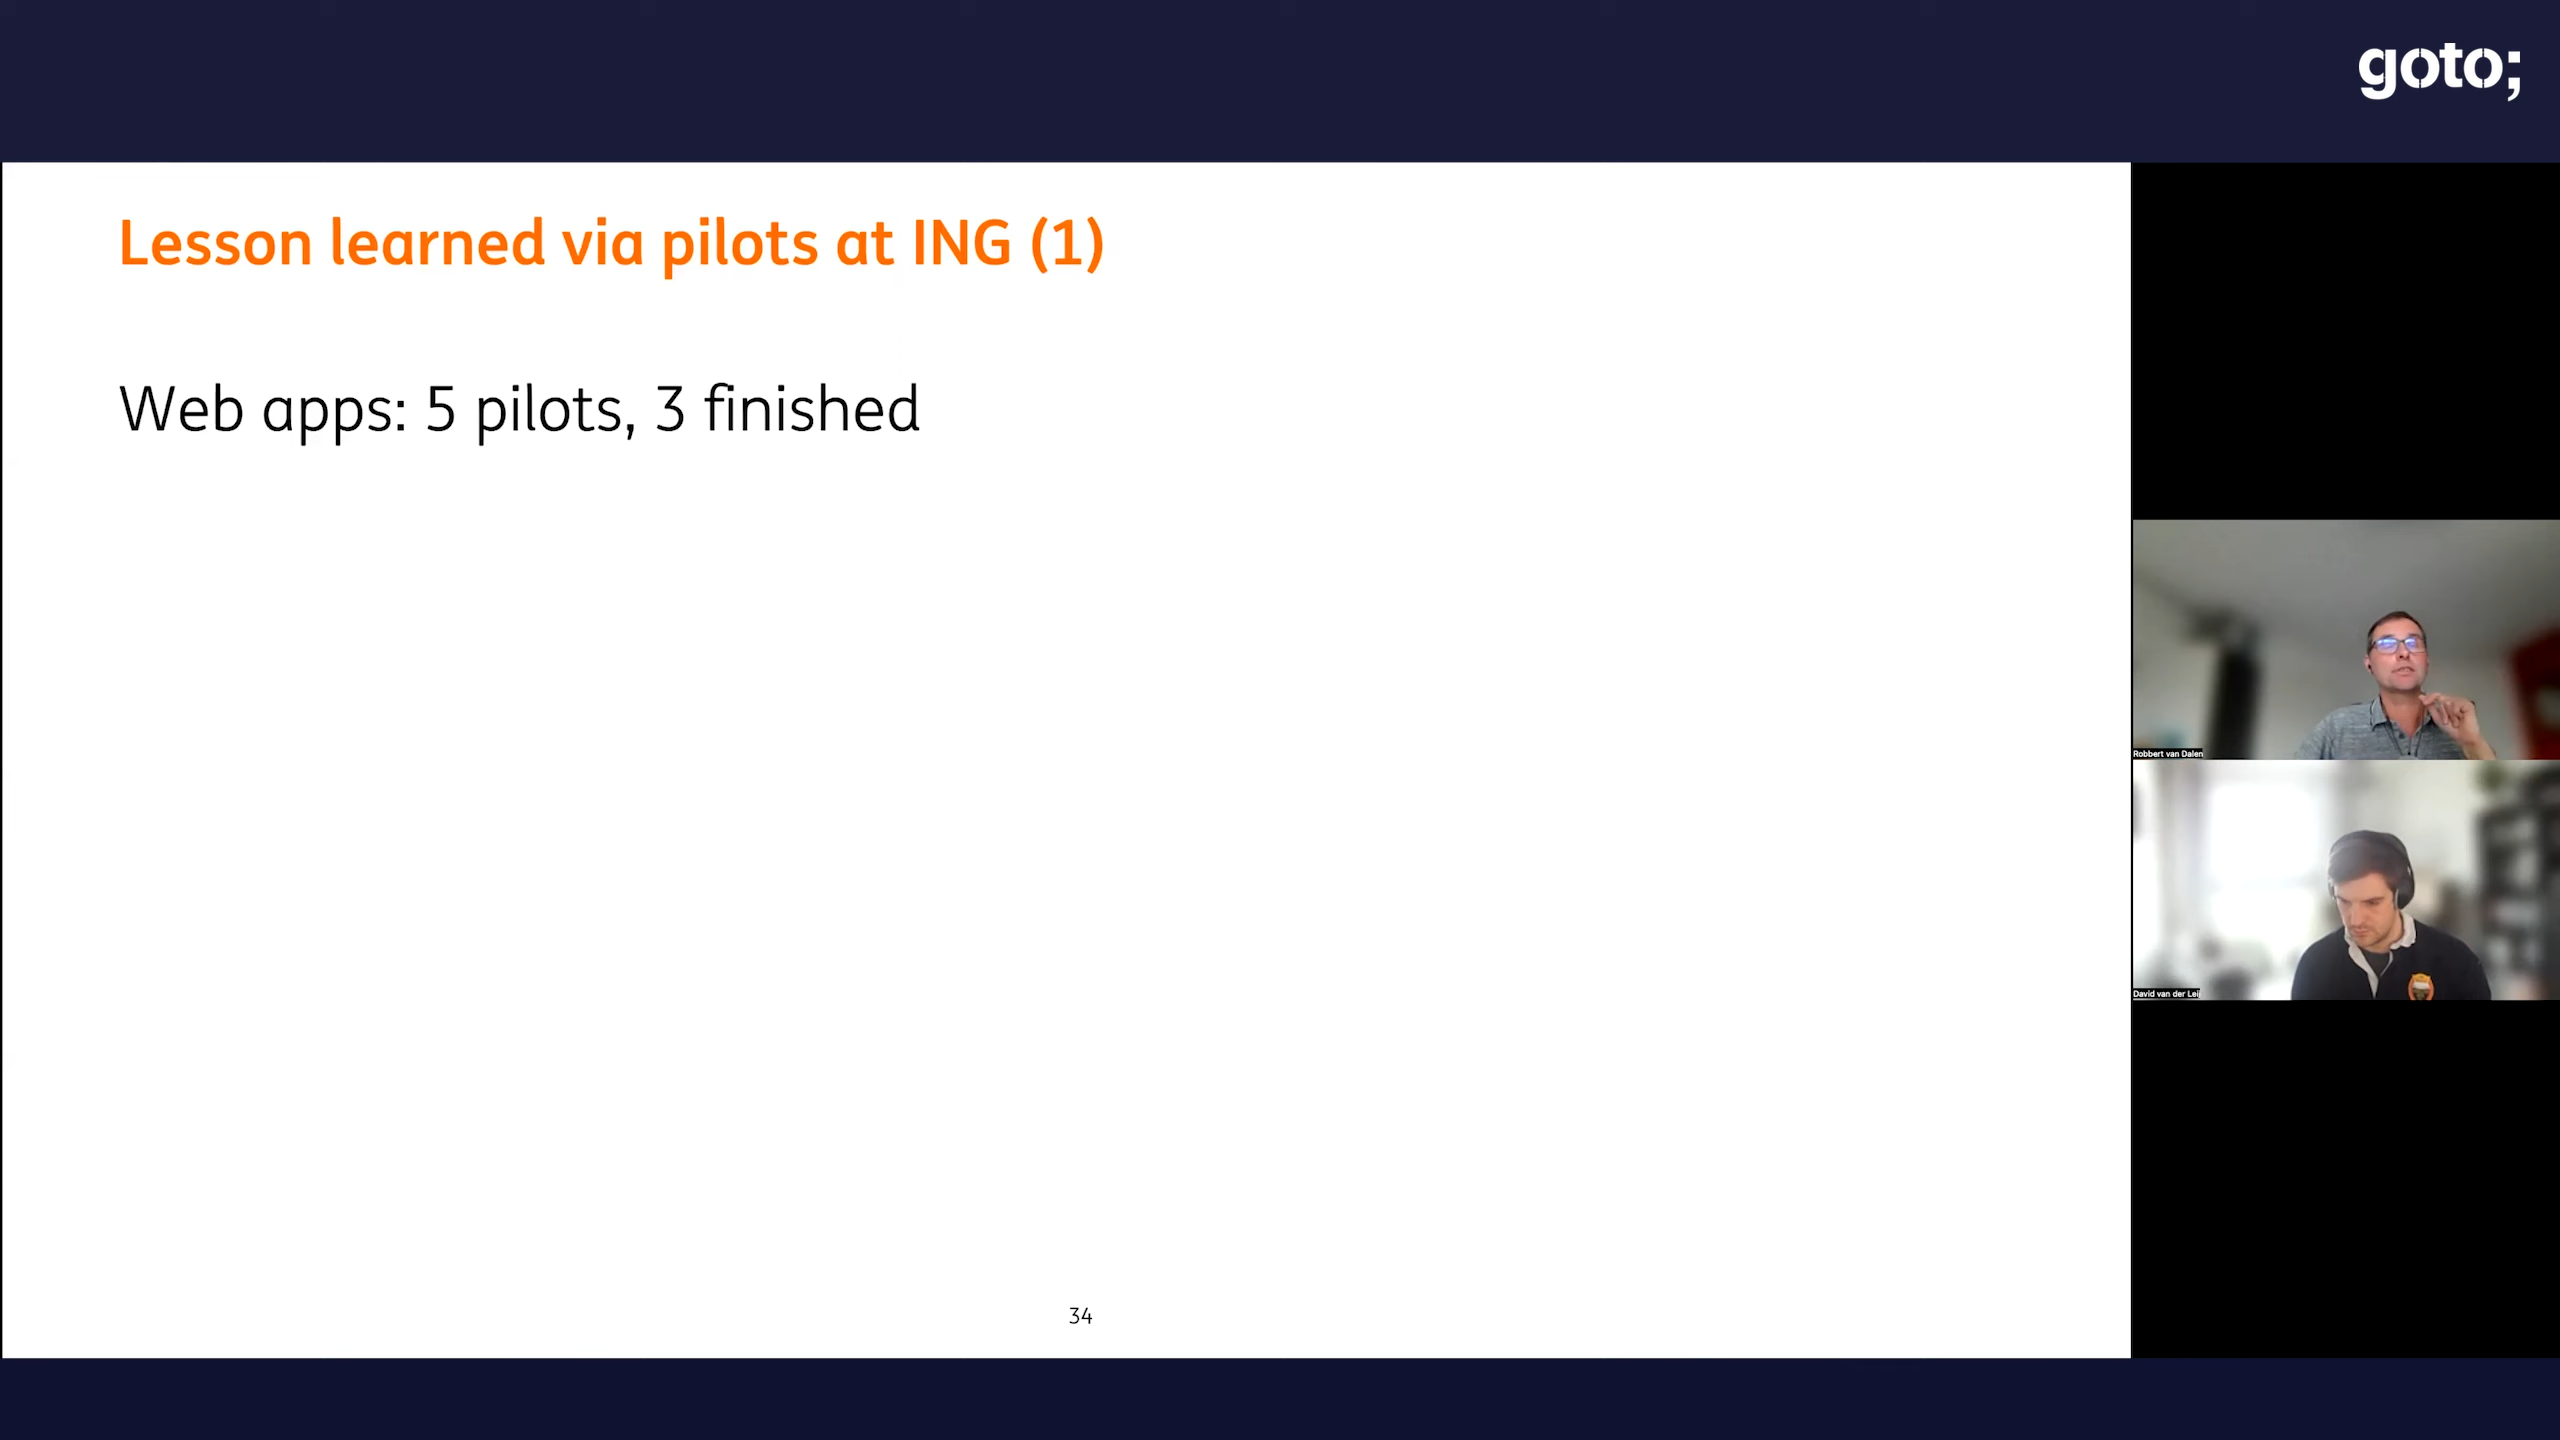 goto;
Lesson learned via pilots at ING (1)
Web apps: 5 pilots, 3 finished
Robbert van Dalen
David van der Leij
34